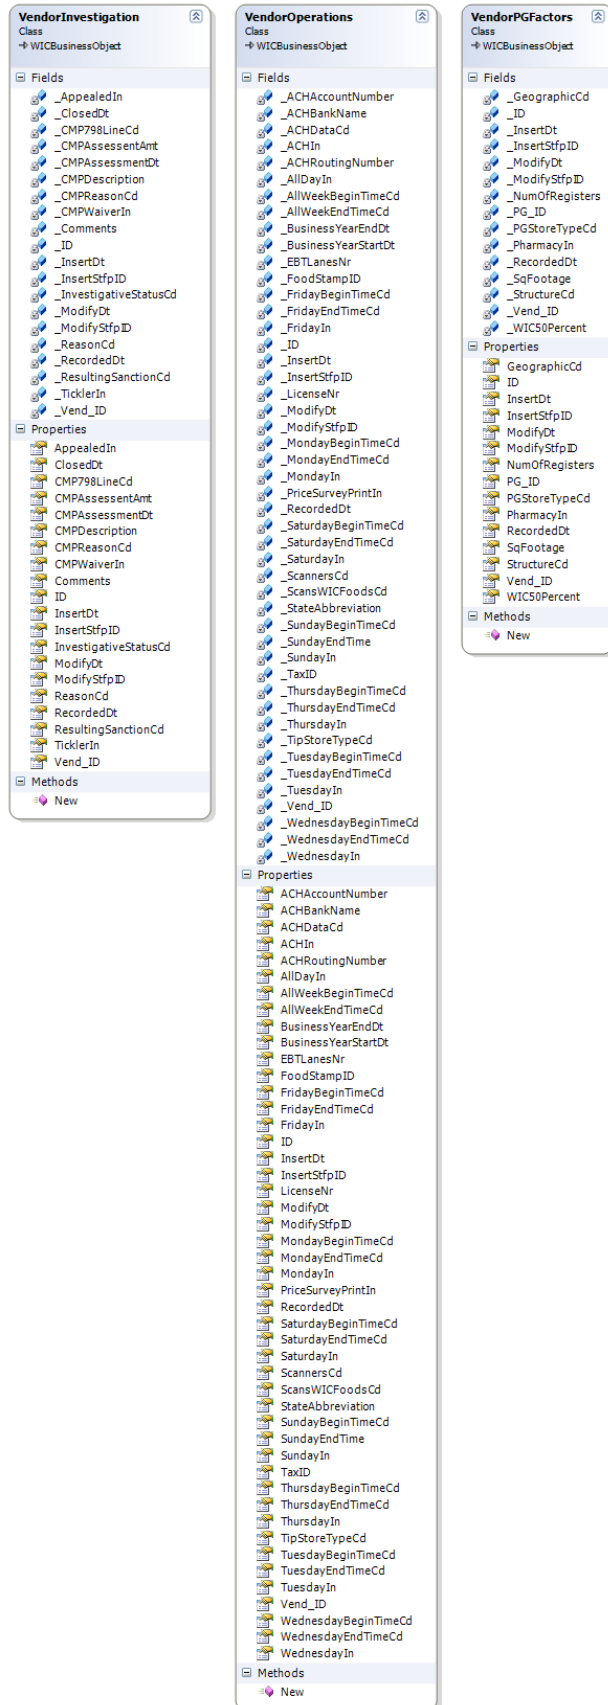 VendorInvestigation
Class
WICBusinessObject
Fields
_AppealedIn
_ClosedDt
_CMP798LineCd
_CMPAssessentAmt
_CMPAssessmentDt
_CMPDescription
_CMPReasonCd
_CMPWaiverIn
_Comments
_ID
_InsertDt
_InsertStfpID
_InvestigativeStatusCd
_ModifyDt
_ModifyStfpID
_ReasonCd
_RecordedDt
_ResultingSanctionCd
_TicklerIn
_Vend_ID
Properties
AppealedIn
ClosedDt
CMP798LineCd
CMPAssessentAmt
CMPAssessmentDt
CMPDescription
CMPReasonCd
CMPWaiverIn
Comments
ID
InsertDt
InsertStfpID
InvestigativeStatusCd
ModifyDt
ModifyStfpID
ReasonCd
RecordedDt
ResultingSanctionCd
TicklerIn
Vend_ID
Methods
New
VendorOperations
Class
WICBusinessObject
Fields
_ACHAccountNumber
_ACHBankName
_ACHDataCd
_ACHIn
_ACHRoutingNumber
_AllDayIn
_AllWeekBeginTimeCd
_AllWeekEndTimeCd
_BusinessYearEndDt
_BusinessYearStartDt
_EBTLanesNr
_FoodStampID
_FridayBeginTimeCd
_FridayEndTimeCd
_FridayIn
_ID
_InsertDt
_InsertStfpID
_LicenseNr
_ModifyDt
_ModifyStfpID
_MondayBeginTimeCd
_MondayEndTimeCd
_MondayIn
_PriceSurveyPrintIn
_RecordedDt
_SaturdayBeginTimeCd
_SaturdayEndTimeCd
_SaturdayIn
_ScannersCd
_ScansWICFoodsCd
_StateAbbreviation
_SundayBeginTimeCd
_SundayEndTime
_SundayIn
_TaxID
_ThursdayBeginTimeCd
_ThursdayEndTimeCd
_ThursdayIn
_TipStoreTypeCd
_TuesdayBeginTimeCd
_TuesdayEndTimeCd
_TuesdayIn
_Vend_ID
_WednesdayBeginTimeCd
_WednesdayEndTimeCd
_WednesdayIn
Properties
ACHAccountNumber
ACHBankName
ACHDataCd
ACHIn
ACHRoutingNumber
AllDayIn
AllWeekBeginTimeCd
AllWeekEndTimeCd
BusinessYearEndDt
BusinessYearStartDt
EBTLanesNr
FoodStampID
FridayBeginTimeCd
FridayEndTimeCd
FridayIn
ID
InsertDt
InsertStfpID
LicenseNr
ModifyDt
ModifyStfpID
MondayBeginTimeCd
MondayEndTimeCd
MondayIn
PriceSurveyPrintIn
RecordedDt
SaturdayBeginTimeCd
SaturdayEndTimeCd
SaturdayIn
ScannersCd
ScansWICFoodsCd
StateAbbreviation
SundayBeginTimeCd
SundayEndTime
SundayIn
TaxID
ThursdayBeginTimeCd
ThursdayEndTimeCd
ThursdayIn
TipStoreTypeCd
TuesdayBeginTimeCd
TuesdayEndTimeCd
TuesdayIn
Vend_ID
WednesdayBeginTimeCd
WednesdayEndTimeCd
WednesdayIn
Methods
New
VendorPGFactors
Class
WICBusinessObject
Fields
_GeographicCd
_ID
_InsertDt
_InsertStfpID
_ModifyDt
_ModifyStfpID
_NumOfRegisters
_PG_ID
_PGStoreTypeCd
_PharmacyIn
_RecordedDt
_SqFootage
_StructureCd
_Vend_ID
_WIC50Percent
Properties
GeographicCd
ID
InsertDt
InsertStfpID
ModifyDt
ModifyStfpID
NumOfRegisters
PG_ID
PGStoreTypeCd
PharmacyIn
RecordedDt
SqFootage
StructureCd
Vend_ID
WIC50Percent
Methods
New